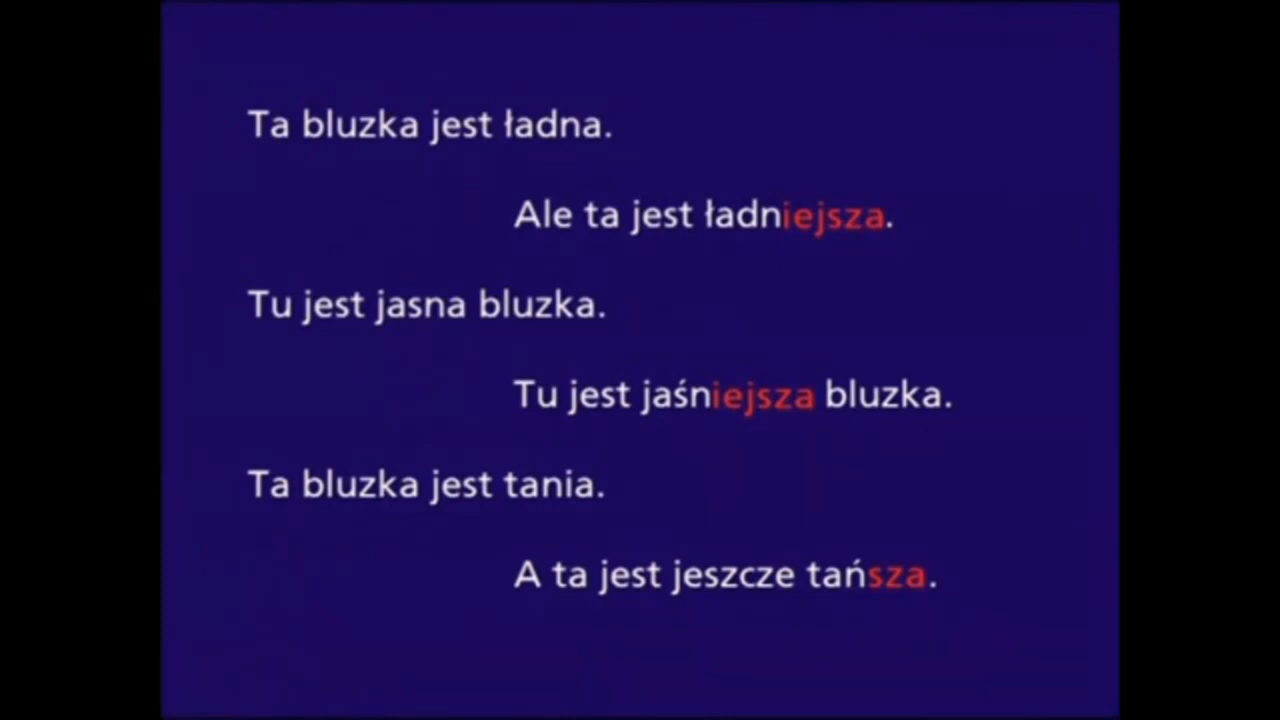 Ta bluzka jest ładna.
Ale ta jest ładniejsza.
Tu jest jasna bluzka.
Tu jest jaśniejsza bluzka.
Ta bluzka jest tania.
A ta jest jeszcze tańsza.